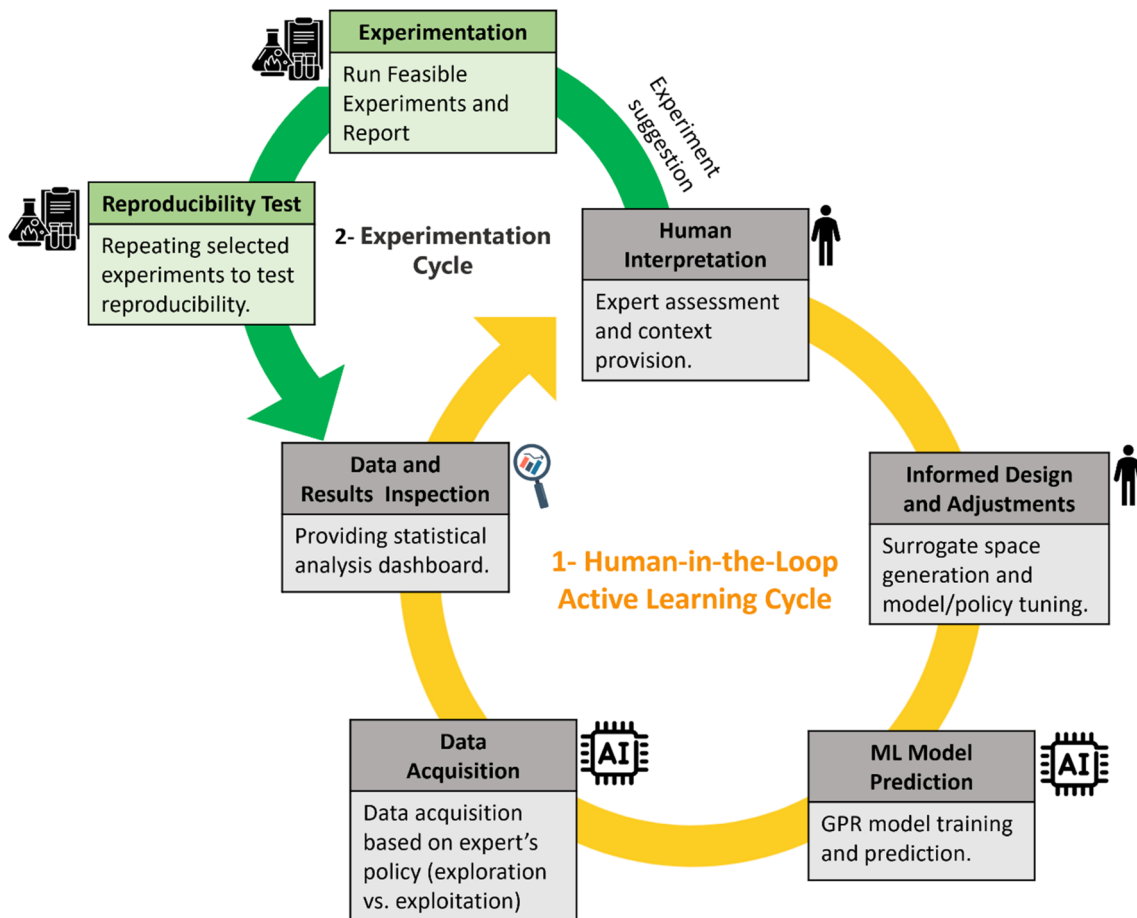 Experimentation
Run Feasible
Experiments and
Report
Experiment
suggestion
Reproducibility Test
Repeating selected
experiments to test
reproducibility.
2- Experimentation
Cycle
Human
Interpretation
Expert assessment
and context
provision.
Data and
Results Inspection
Providing statistical
analysis dashboard.
Informed Design
and Adjustments
Surrogate space
generation and
model/policy tuning.
1- Human-in-the-Loop
Active Learning Cycle
Data
Acquisition
Data acquisition
based on expert’s
policy (exploration
vs. exploitation)
AI
ML Model
Prediction
GPR model training
and prediction.
AI